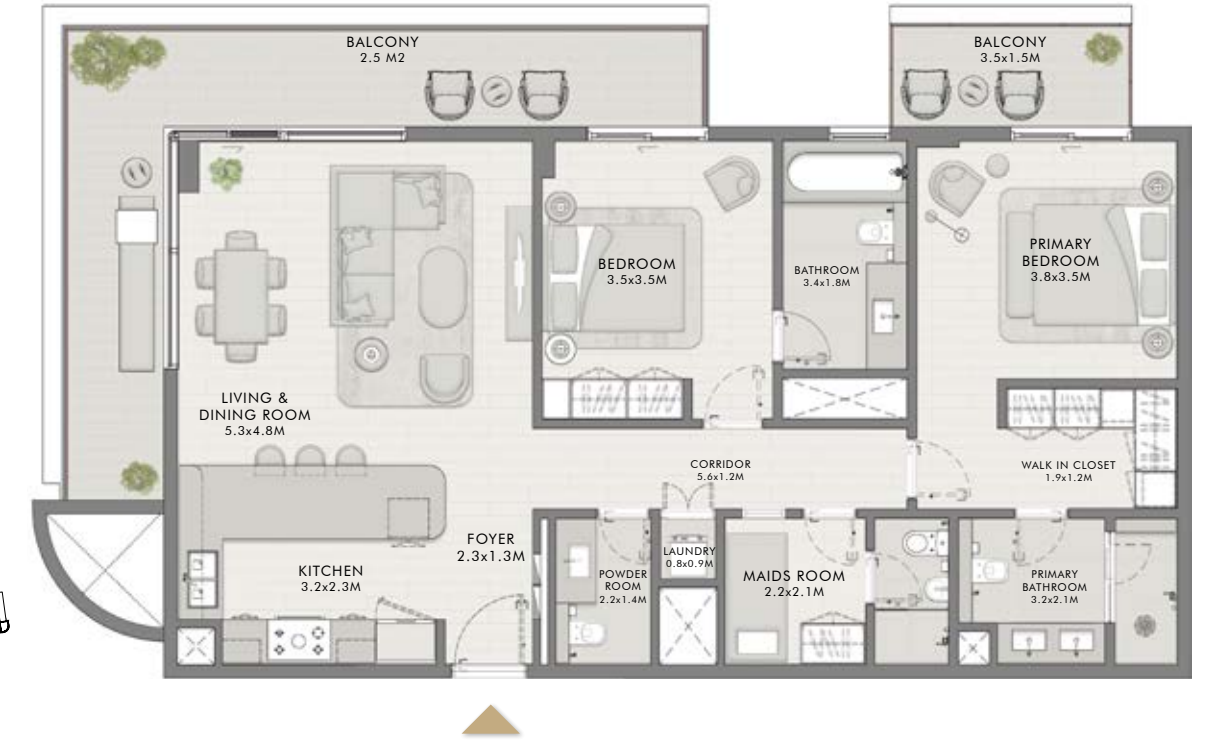 BALCONY
2.5 M2
BALCONY
3.5x1.5M
BEDROOM
3.5x3.5M
BATHROOM
3.4x1.8M
PRIMARY
BEDROOM
3.8x3.5M
LIVING &
DINING ROOM
5.3x4.8M
CORRIDOR
5.6x1.2M
WALK IN CLOSET
1.9x1.2M
FOYER
2.3x1.3M
KITCHEN
3.2x2.3M
POWDER
ROOM
2.2x1.4M
LAUNDRY
0.8x0.9M
MAIDS ROOM
2.2x2.1M
PRIMARY
BATHROOM
3.2x2.1M